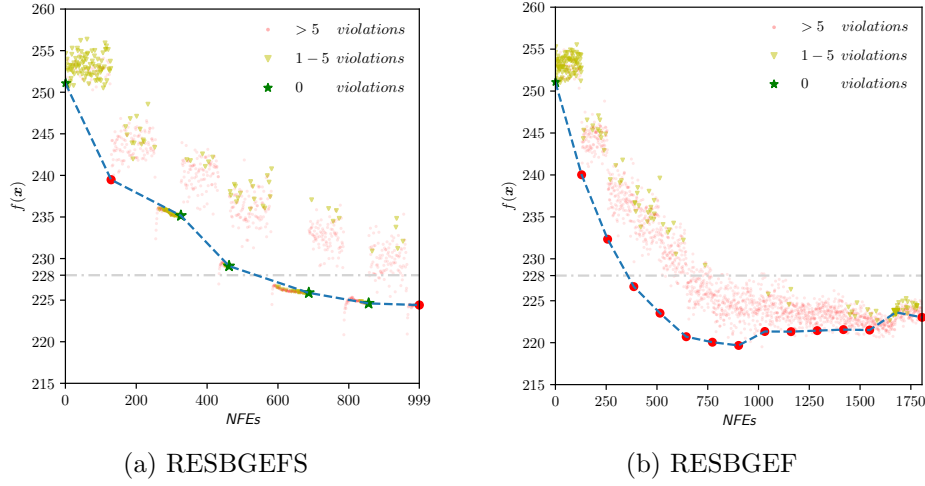 260
255
250
245
240
235
228
225
220
215
f(x)
0
200
400
600
800
999
NFEs
> 5 violations
1 − 5 violations
0 violations
(a) RESBGEFS
260
255
250
245
240
235
228
225
220
215
f(x)
0
250
500
750
1000
1250
1500
1750
NFEs
> 5 violations
1 − 5 violations
0 violations
(b) RESBGEF